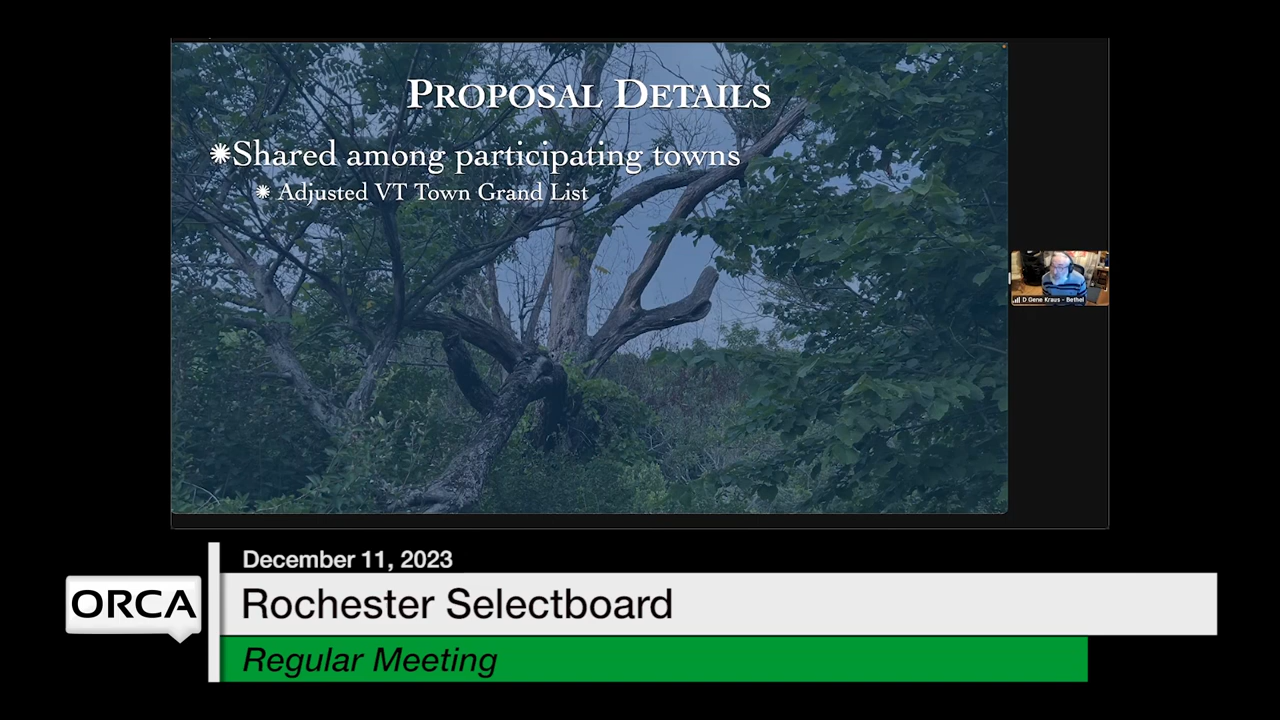 PROPOSAL DETAILS
Shared among participating towns
Adjusted VT Town Grand List
D Gene Kraus - Bethel
December 11, 2023
ORCA
Rochester Selectboard
Regular Meeting